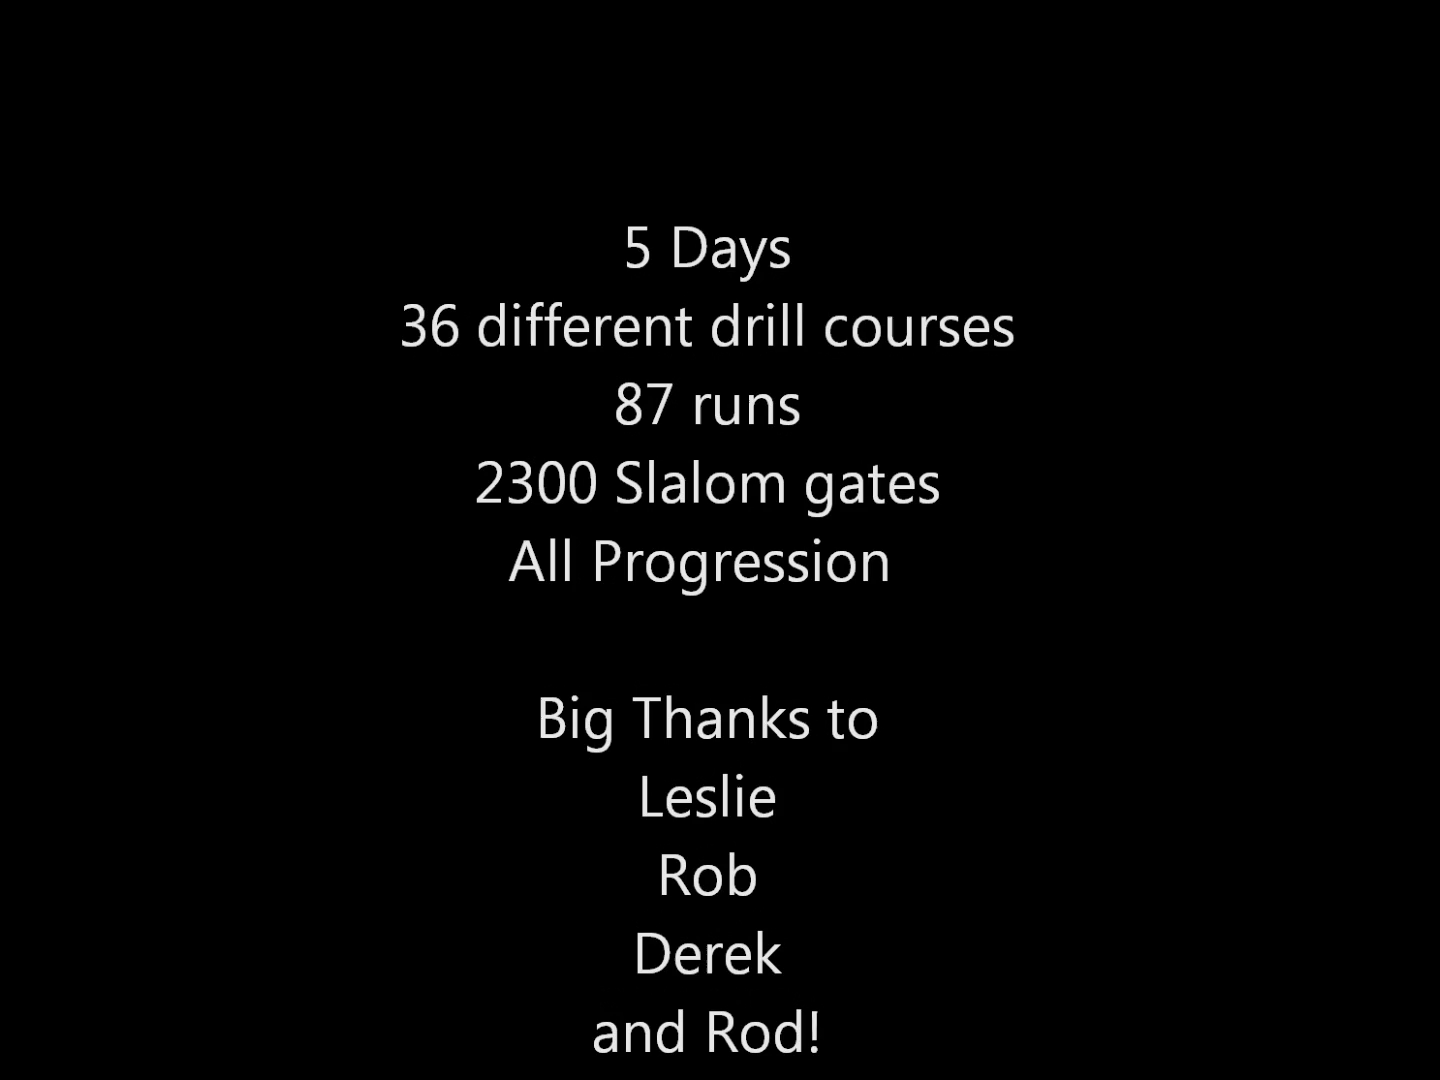 5 Days
36 different drill courses
87 runs
2300 Slalom gates
All Progression
Big Thanks to
Leslie
Rob
Derek
and Rod!